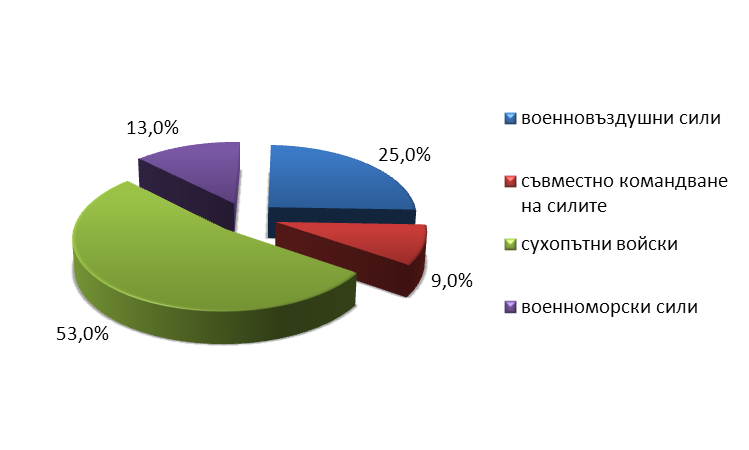 13,0%
25,0%
9,0%
53,0%
военновъздушни сили
съвместно командване
на силите
сухопътни войски
военноморски сили